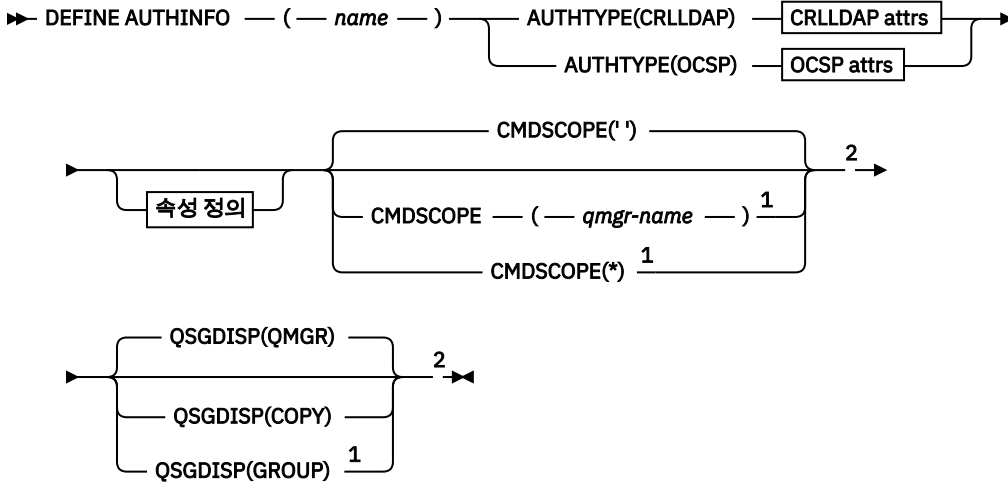 DEFINE AUTHINFO ( name ) AUTHTYPE(CRLLDAP) CRLLDAP attrs
AUTHTYPE(OCSP) OCSP attrs
CMDSCOPE(' ')
2
속성 정의
CMDSCOPE ( qmgr-name ) 1
CMDSCOPE(*) 1
QSGDISP(QMGR)
2
QSGDISP(COPY)
QSGDISP(GROUP) 1